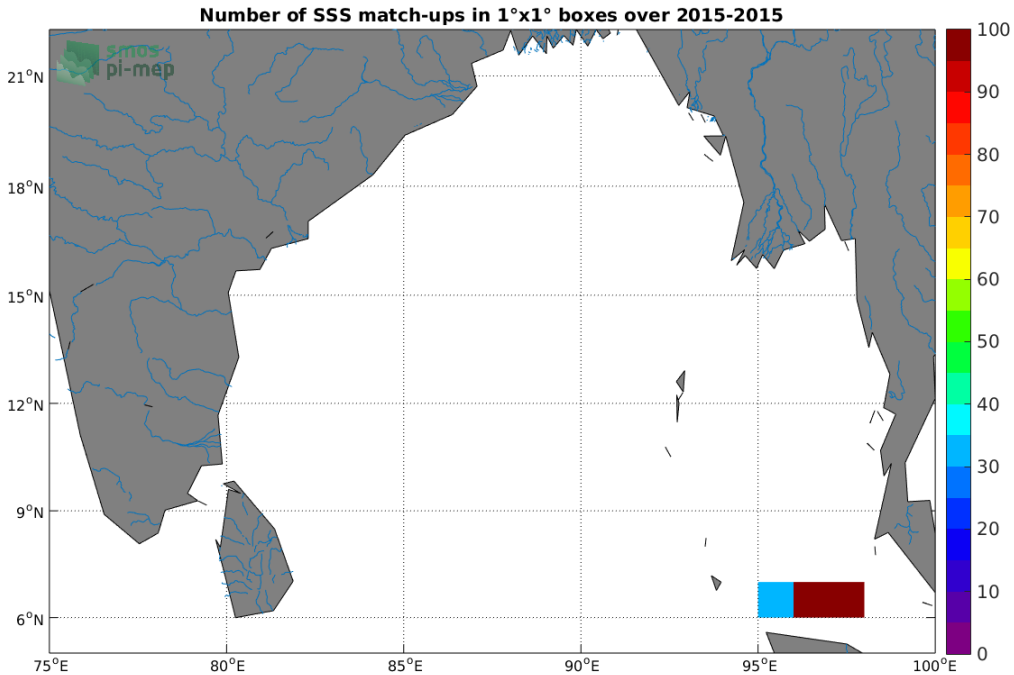 Number of SSS match-ups in 1°x1° boxes over 2015-2015
smos
pi-mep
21°N
18°N
15°N
12°N
9°N
6°N
75°E
80°E
85°E
90°E
95°E
100°E
100
90
80
70
60
50
40
30
20
10
0